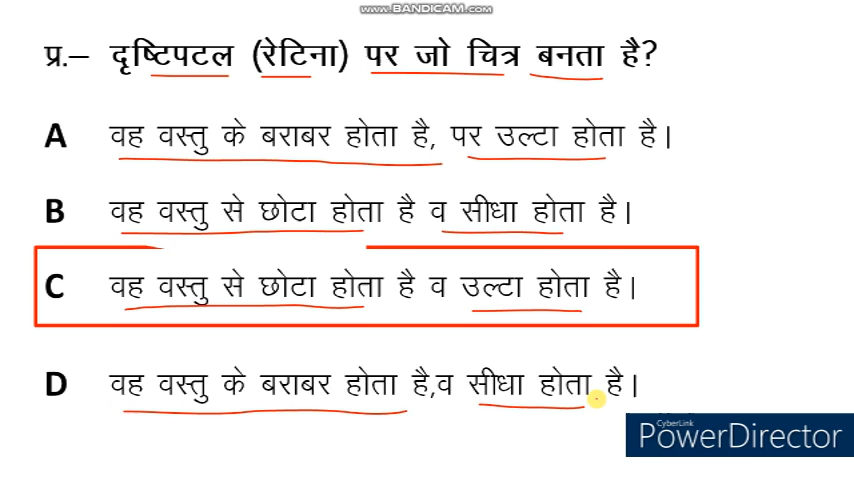 www.BANDICAM.com
प्र.– दृष्टिपटल (रेटिना) पर जो चित्र बनता है?
A वह वस्तु के बराबर होता है, पर उल्टा होता है।
B वह वस्तु से छोटा होता है व सीधा होता है।
C वह वस्तु से छोटा होता है व उल्टा होता है।
D वह वस्तु के बराबर होता है,व सीधा होता है।
CyberLink
PowerDirector